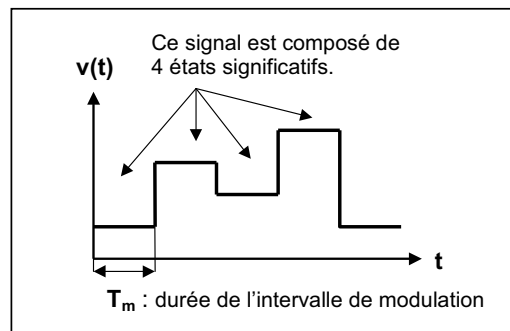 Ce signal est composé de
4 états significatifs.
v(t)
t
Tm : durée de l'intervalle de modulation